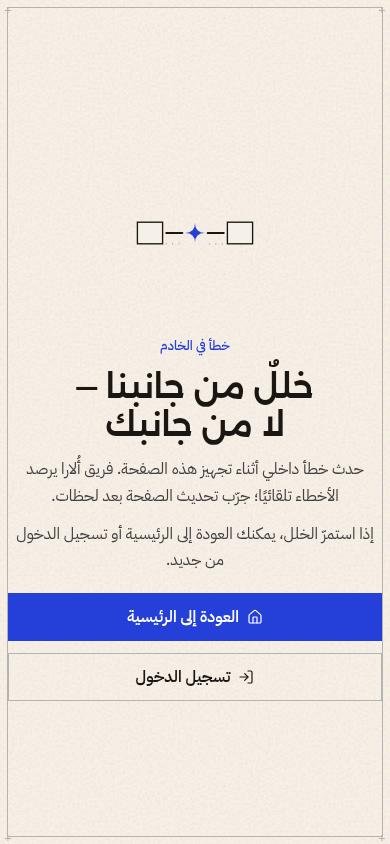 خطأ في الخادم
خللٌ من جانبنا —
لا من جانبك
حدث خطأ داخلي أثناء تجهيز هذه الصفحة. فريق ألارا يرصد
الأخطاء تلقائيًا؛ جرّب تحديث الصفحة بعد لحظات.
إذا استمرّ الخلل، يمكنك العودة إلى الرئيسية أو تسجيل الدخول
من جديد.
العودة إلى الرئيسية
تسجيل الدخول